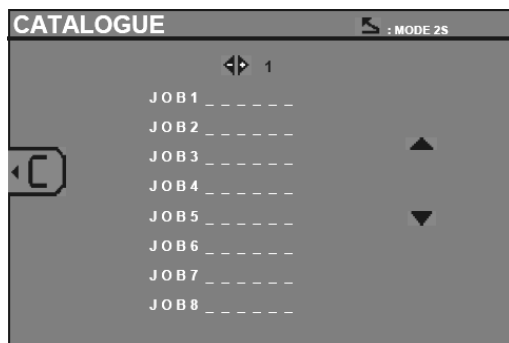 CATALOGUE : MODE 2S
1
JOB1 _ _ _ _ _ _
JOB2 _ _ _ _ _ _
JOB3 _ _ _ _ _ _
JOB4 _ _ _ _ _ _
JOB5 _ _ _ _ _ _
JOB6 _ _ _ _ _ _
JOB7 _ _ _ _ _ _
JOB8 _ _ _ _ _ _